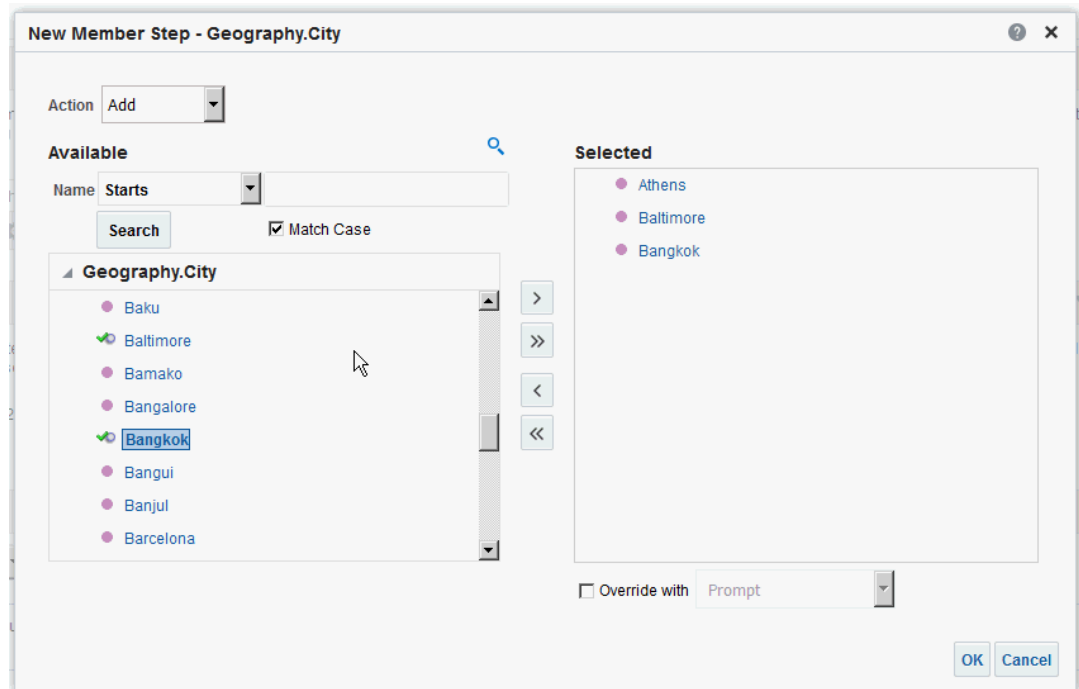 New Member Step - Geography.City
Action Add
Available
Name Starts
Search Match Case
Geography.City
Baku
Baltimore
Bamako
Bangalore
Bangkok
Bangui
Banjul
Barcelona
Selected
Athens
Baltimore
Bangkok
Override with Prompt
OK Cancel